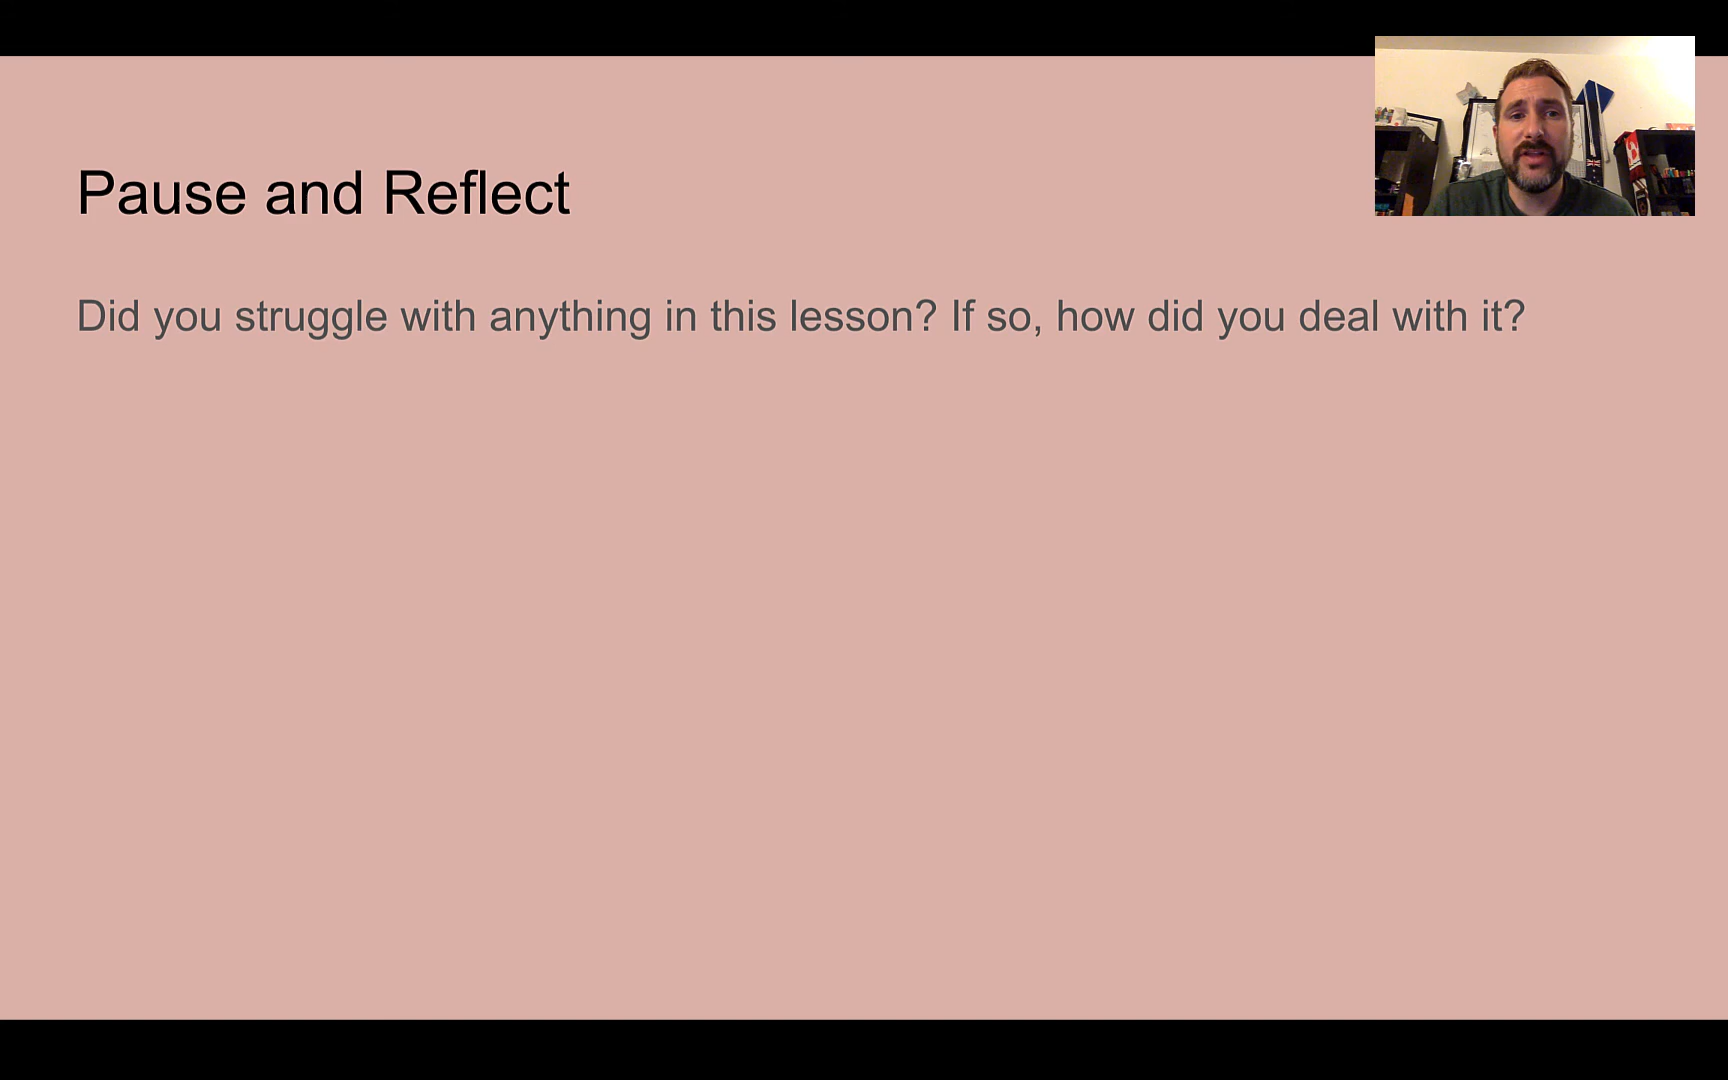 Pause and Reflect
Did you struggle with anything in this lesson? If so, how did you deal with it?